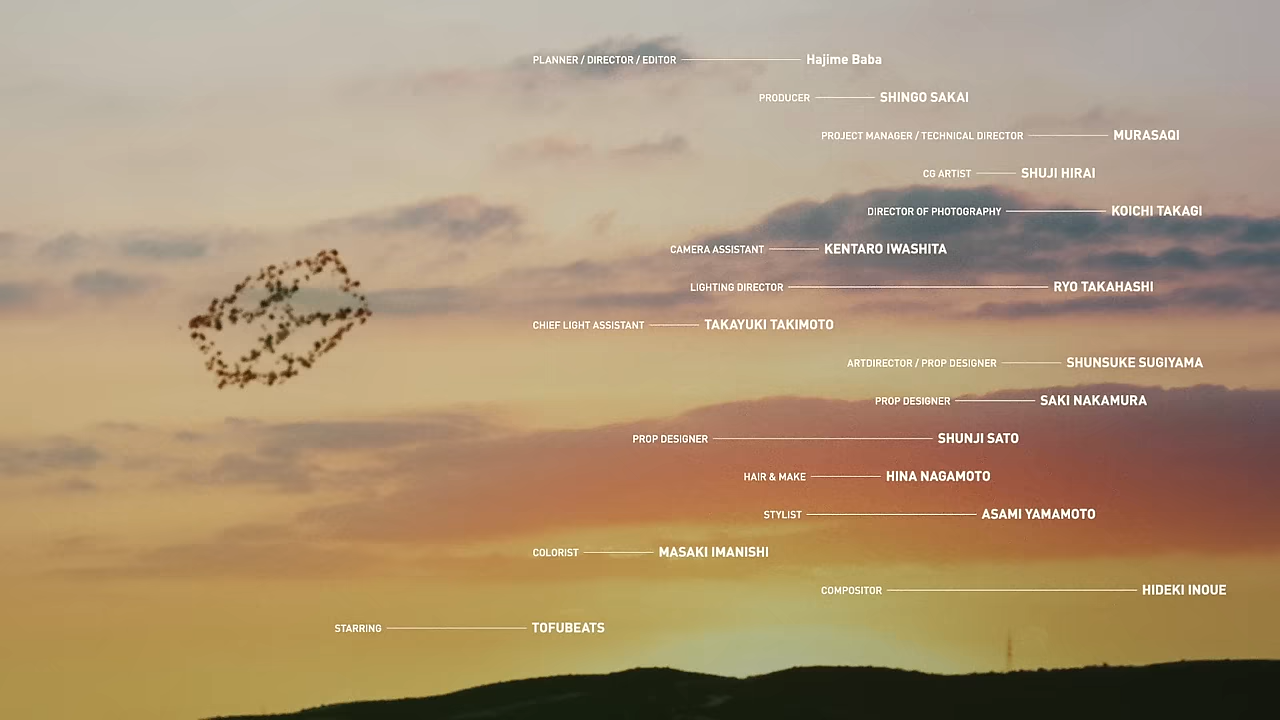 PLANNER / DIRECTOR / EDITOR Hajime Baba
PRODUCER SHINGO SAKAI
PROJECT MANAGER / TECHNICAL DIRECTOR MURASAQI
CG ARTIST SHUJI HIRAI
DIRECTOR OF PHOTOGRAPHY KOICHI TAKAGI
CAMERA ASSISTANT KENTARO IWASHITA
LIGHTING DIRECTOR RYO TAKAHASHI
CHIEF LIGHT ASSISTANT TAKAYUKI TAKIMOTO
ARTDIRECTOR / PROP DESIGNER SHUNSUKE SUGIYAMA
PROP DESIGNER SAKI NAKAMURA
PROP DESIGNER SHUNJI SATO
HAIR & MAKE HINA NAGAMOTO
STYLIST ASAMI YAMAMOTO
COLORIST MASAKI IMANISHI
COMPOSITOR HIDEKI INOUE
STARRING TOFUBEATS